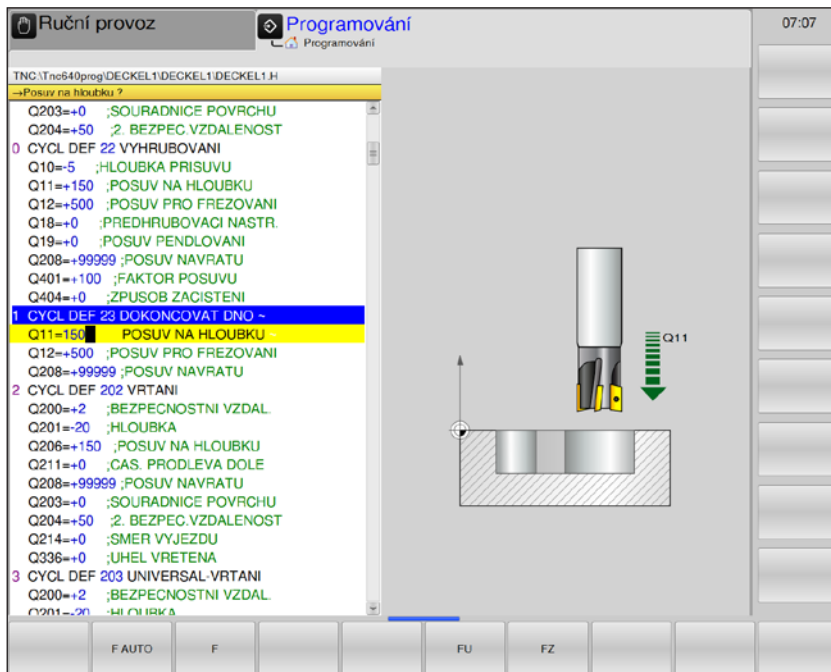 Ruční provoz
Programování
Programování
07:07
TNC:\Tnc640prog\DECKEL1\DECKEL1\DECKEL1.H
→Posuv na hloubku ?
Q203=+0 ;SOURADNICE POVRCHU
Q204=+50 ;2. BEZPEC.VZDALENOST
0 CYCL DEF 22 VYHRUBOVANI
Q10=-5 ;HLOUBKA PRISUVU
Q11=+150 ;POSUV NA HLOUBKU
Q12=+500 ;POSUV PRO FREZOVANI
Q18=+0 ;PREDHRUBOVACI NASTR.
Q19=+0 ;POSUV PENDLOVANI
Q208=+99999 ;POSUV NAVRATU
Q401=+100 ;FAKTOR POSUVU
Q404=+0 ;ZPUSOB ZACISTENI
1 CYCL DEF 23 DOKONCOVAT DNO ~
Q11=150 POSUV NA HLOUBKU ~
Q12=+500 ;POSUV PRO FREZOVANI
Q208=+99999 ;POSUV NAVRATU
2 CYCL DEF 202 VRTANI
Q200=+2 ;BEZPECNOSTNI VZDAL.
Q201=-20 ;HLOUBKA
Q206=+150 ;POSUV NA HLOUBKU
Q211=+0 ;CAS. PRODLEVA DOLE
Q208=+99999 ;POSUV NAVRATU
Q203=+0 ;SOURADNICE POVRCHU
Q204=+50 ;2. BEZPEC.VZDALENOST
Q214=+0 ;SMER VYJEZDU
Q336=+0 ;UHEL VRETENA
3 CYCL DEF 203 UNIVERSAL-VRTANI
Q200=+2 ;BEZPECNOSTNI VZDAL.
Q201=-20 ;HLOUBKA
Q11
F AUTO
F
FU
FZ